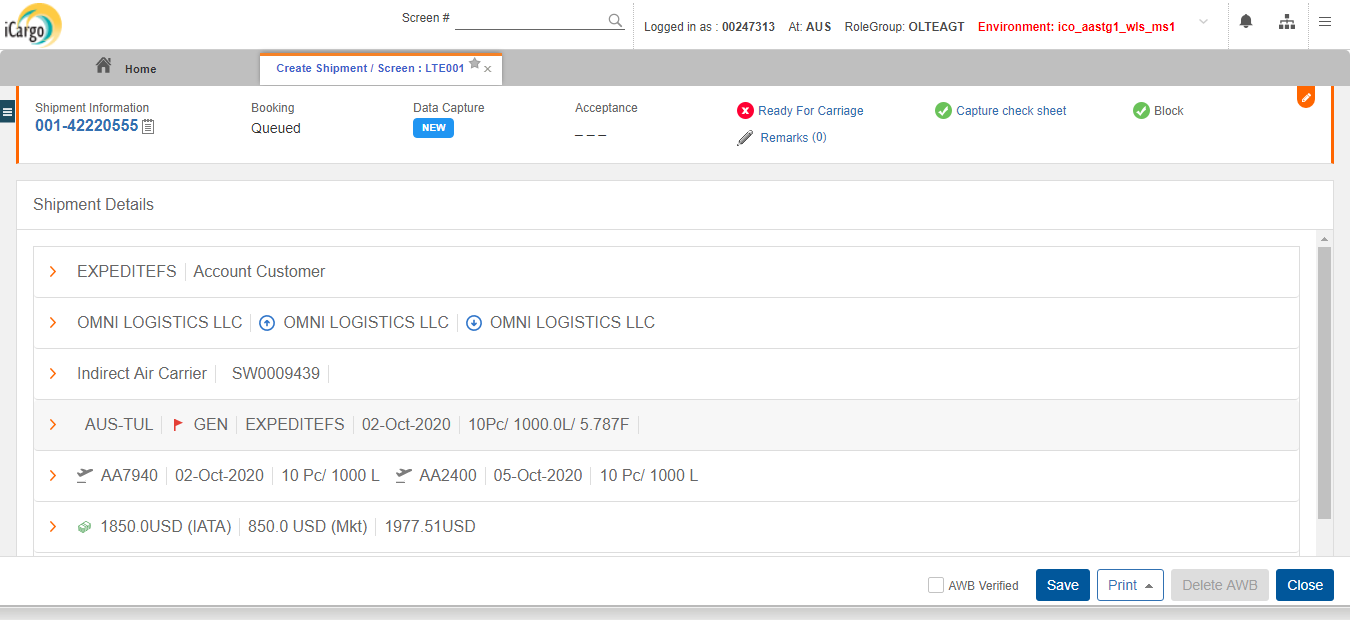 iCargo
Screen #
Logged in as : 00247313 At: AUS RoleGroup: OLTEAGT Environment: ico_aastg1_wls_ms1
Home
Create Shipment / Screen : LTE001
Shipment Information Booking Data Capture Acceptance Ready For Carriage Capture check sheet Block
001-42220555 Queued NEW _ _ _ Remarks (0)
Shipment Details
EXPEDITEFS Account Customer
OMNI LOGISTICS LLC OMNI LOGISTICS LLC OMNI LOGISTICS LLC
Indirect Air Carrier SW0009439
AUS-TUL GEN EXPEDITEFS 02-Oct-2020 10Pc/ 1000.0L/ 5.787F
AA7940 02-Oct-2020 10 Pc/ 1000 L AA2400 05-Oct-2020 10 Pc/ 1000 L
1850.0USD (IATA) 850.0 USD (Mkt) 1977.51USD
AWB Verified Save Print Delete AWB Close